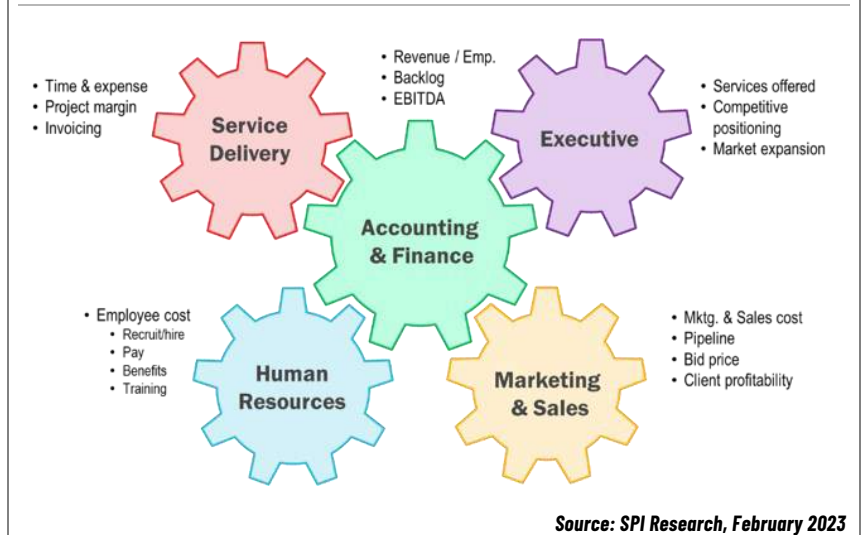 • Time & expense
• Project margin
• Invoicing
Service
Delivery
• Revenue / Emp.
• Backlog
• EBITDA
Executive
• Services offered
• Competitive
positioning
• Market expansion
Accounting
& Finance
• Employee cost
• Recruit/hire
• Pay
• Benefits
• Training
Human
Resources
Marketing
& Sales
• Mktg. & Sales cost
• Pipeline
• Bid price
• Client profitability
Source: SPI Research, February 2023